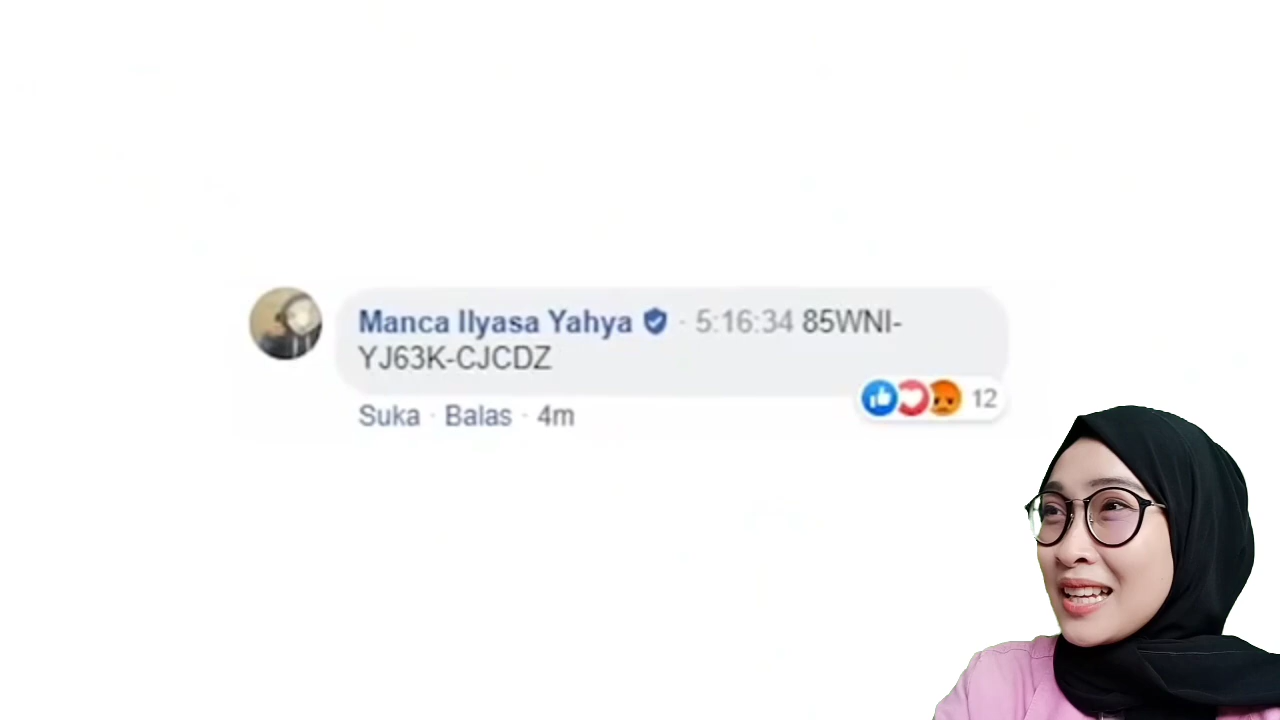 Manca Ilyasa Yahya · 5:16:34 85WNI-
YJ63K-CJCDZ
12
Suka · Balas · 4m